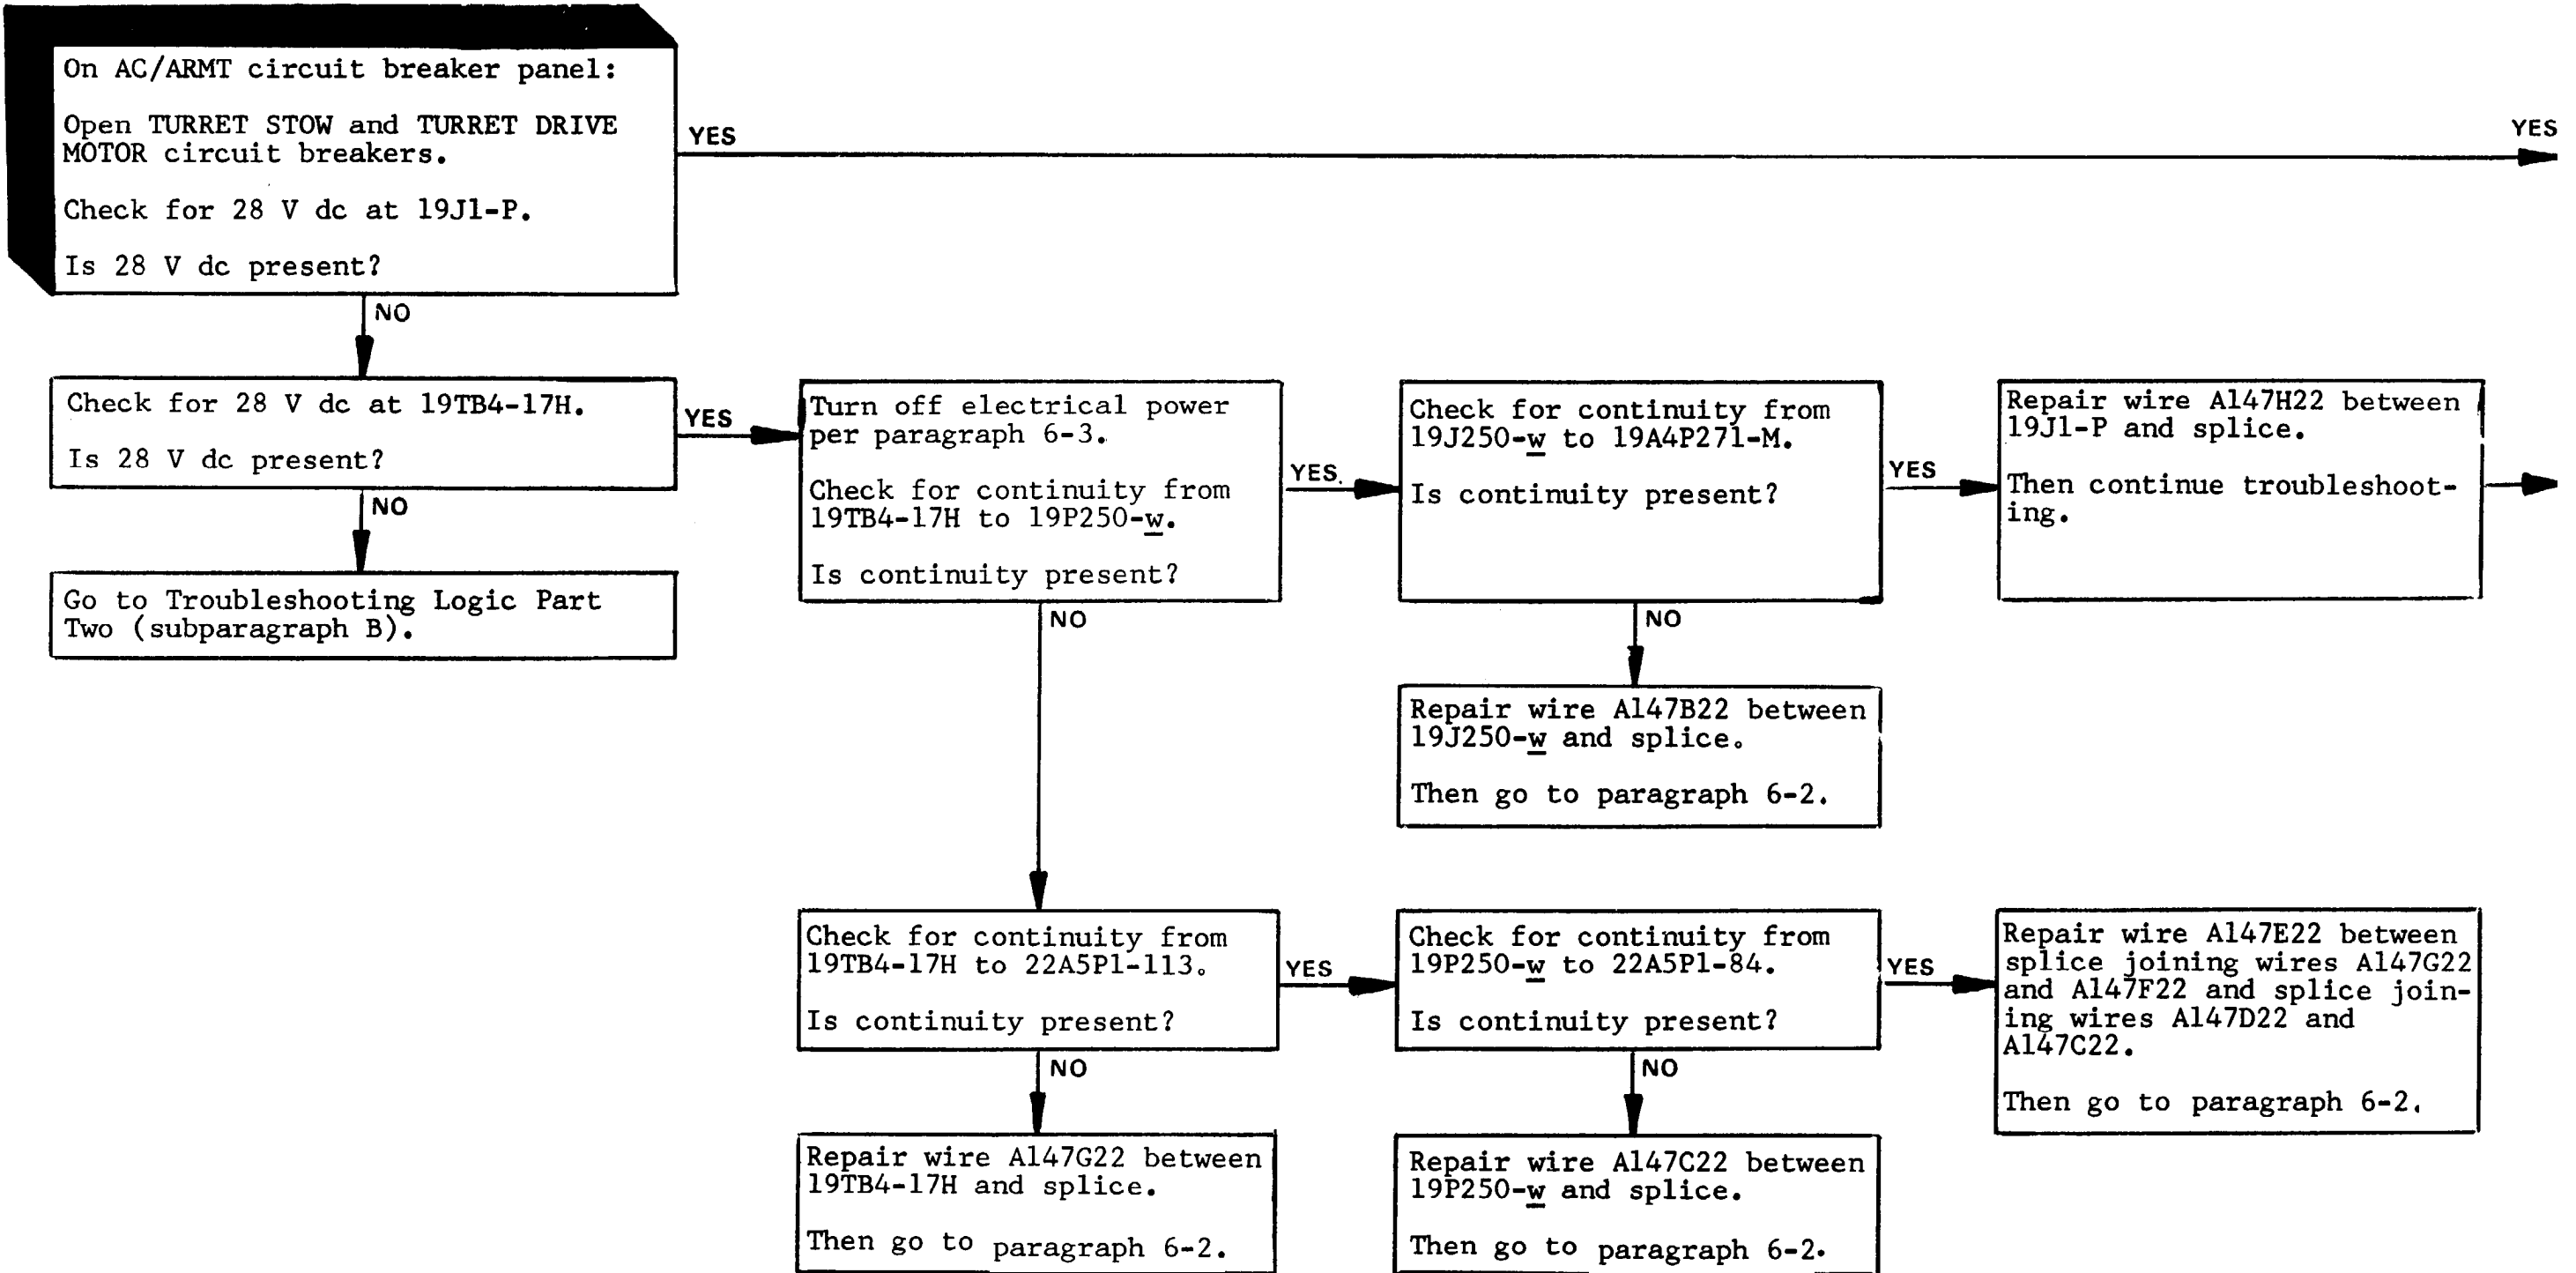 On AC/ARMT circuit breaker panel:
Open TURRET STOW and TURRET DRIVE
MOTOR circuit breakers.
Check for 28 V dc at 19J1-P.
Is 28 V dc present?
YES
YES
NO
Check for 28 V dc at 19TB4-17H.
Is 28 V dc present?
YES
Turn off electrical power
per paragraph 6-3.
Check for continuity from
19TB4-17H to 19P250-w.
Is continuity present?
YES.
Check for continuity from
19J250-w to 19A4P271-M.
Is continuity present?
YES
Repair wire A147H22 between
19J1-P and splice.
Then continue troubleshoot-
ing.
NO
Go to Troubleshooting Logic Part
Two (subparagraph B).
NO
NO
Repair wire A147B22 between
19J250-w and splice.
Then go to paragraph 6-2.
Check for continuity from
19TB4-17H to 22A5P1-113.
Is continuity present?
YES
Check for continuity from
19P250-w to 22A5P1-84.
Is continuity present?
YES
Repair wire A147E22 between
splice joining wires A147G22
and A147F22 and splice join-
ing wires A147D22 and
A147C22.
Then go to paragraph 6-2.
NO
NO
Repair wire A147G22 between
19TB4-17H and splice.
Then go to paragraph 6-2.
Repair wire A147C22 between
19P250-w and splice.
Then go to paragraph 6-2.